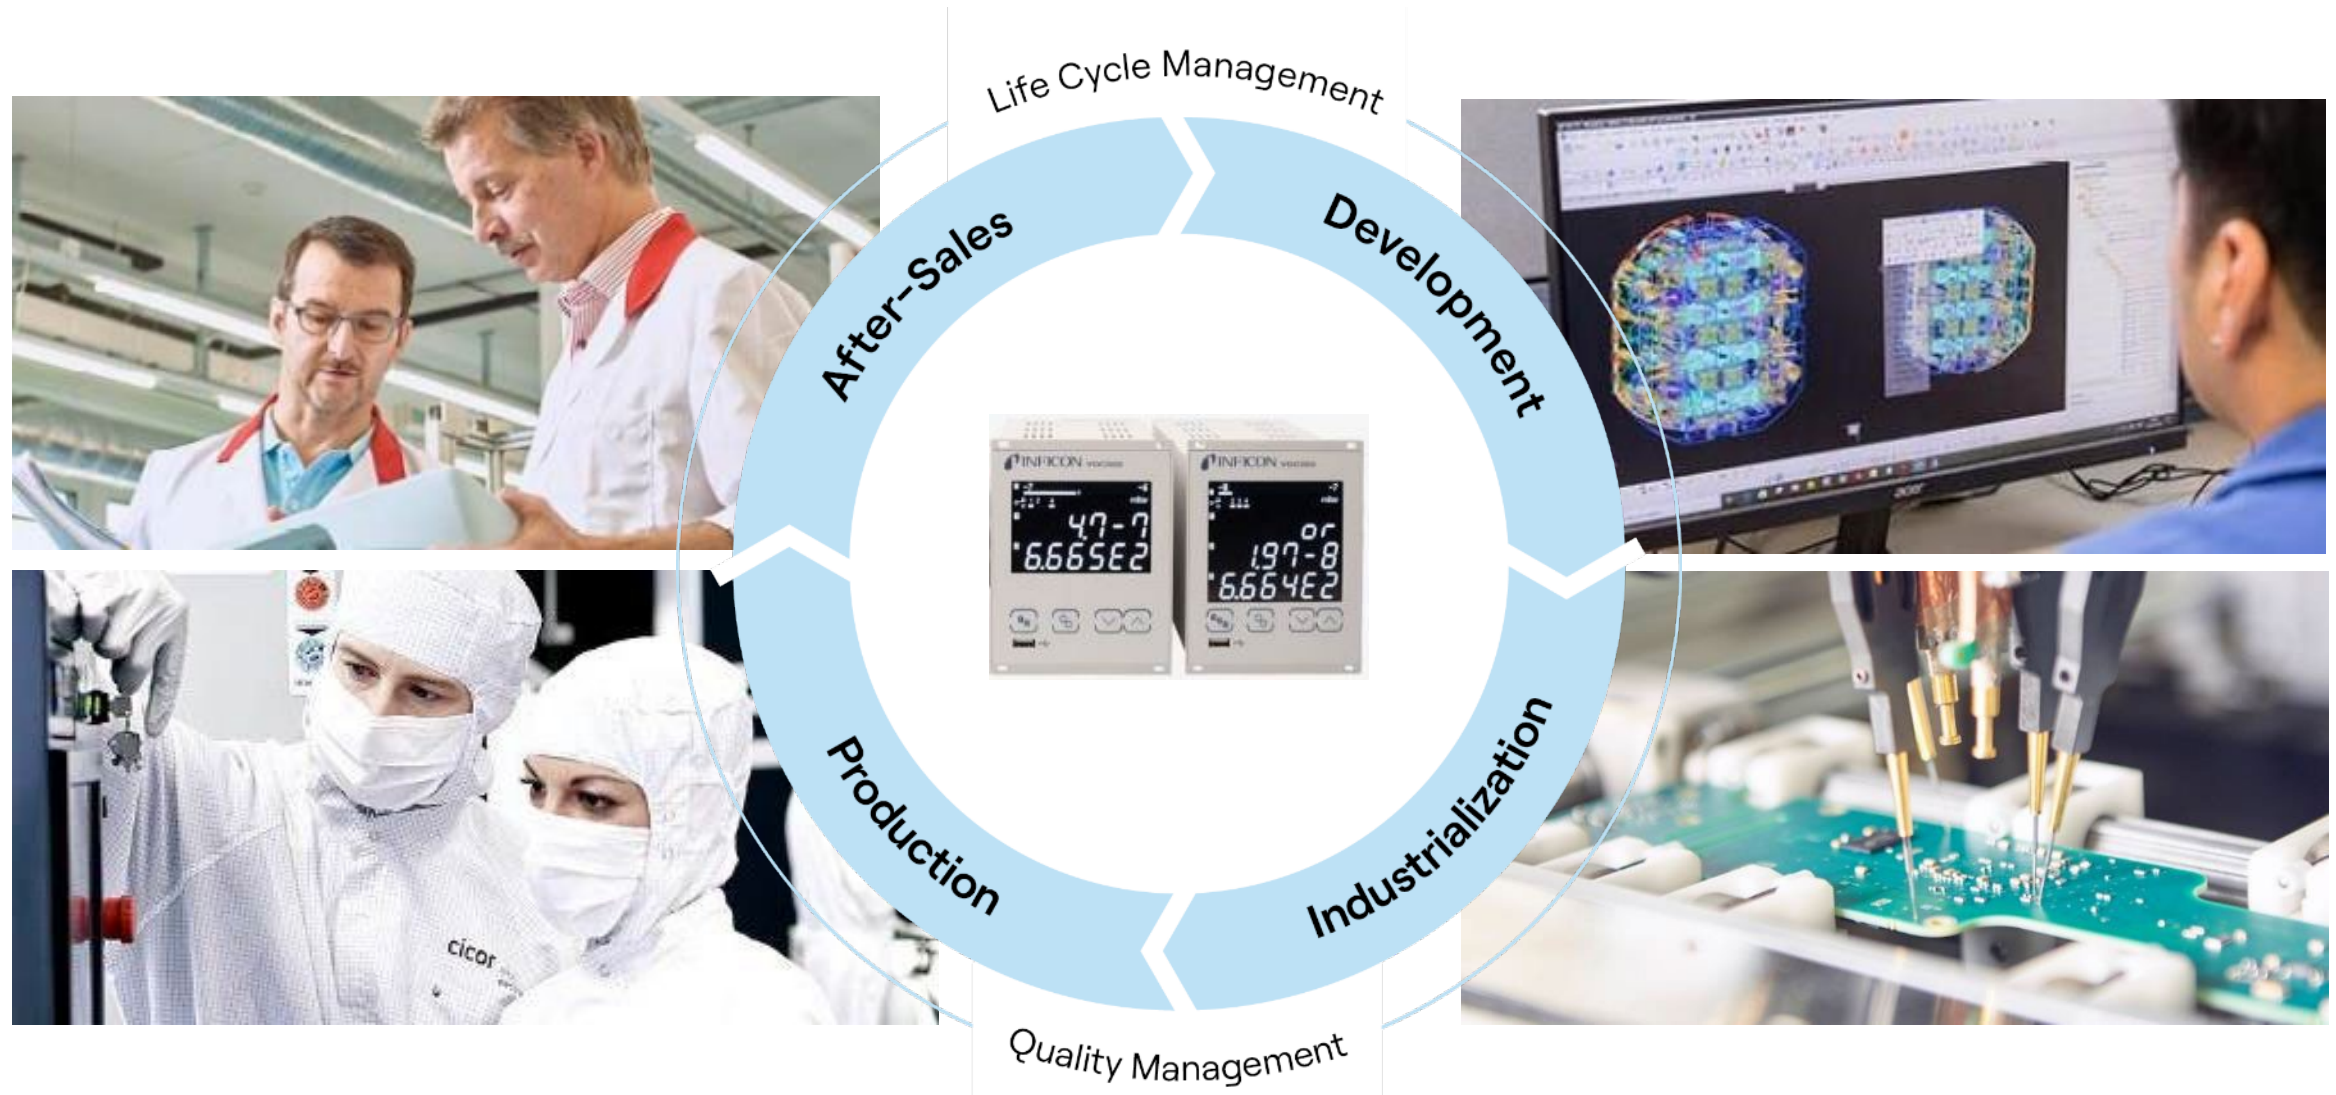 Life Cycle Management
After-Sales
Development
INFICON
INFICON
4.7-7
6.665E2
or
1.97-8
6.664E2
acer
Production
Industrialization
cicor
Quality Management